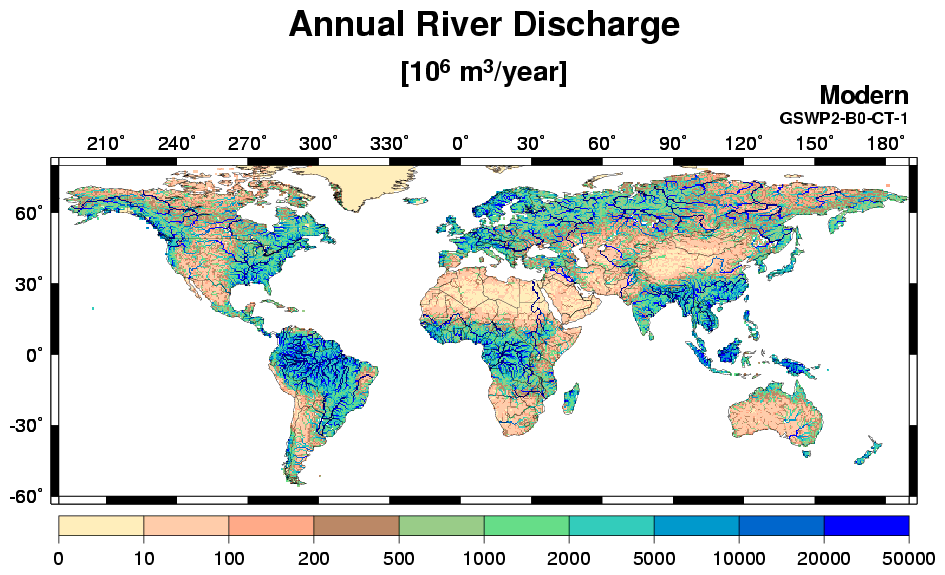 Annual River Discharge
[10⁶ m³/year]
Modern
GSWP2-B0-CT-1
210° 240° 270° 300° 330° 0° 30° 60° 90° 120° 150° 180°
60°
30°
0°
-30°
-60°
0 10 100 200 500 1000 2000 5000 10000 20000 50000